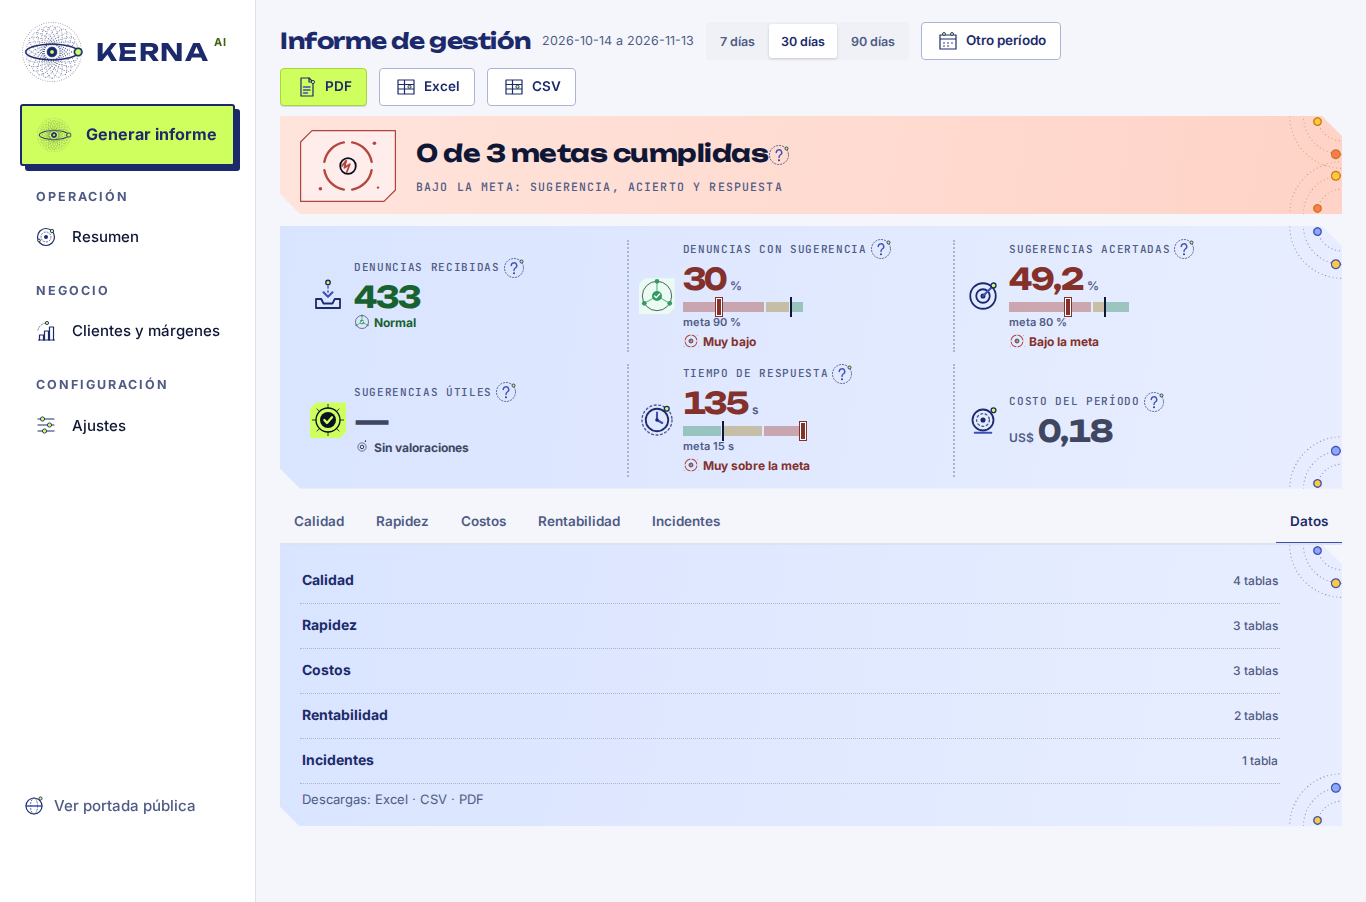 KERNA AI
Generar informe
OPERACIÓN
Resumen
NEGOCIO
Clientes y márgenes
CONFIGURACIÓN
Ajustes
Ver portada pública
Informe de gestión 2026-10-14 a 2026-11-13 7 días 30 días 90 días Otro período
PDF Excel CSV
0 de 3 metas cumplidas ?
BAJO LA META: SUGERENCIA, ACIERTO Y RESPUESTA
DENUNCIAS RECIBIDAS ?
433
Normal
DENUNCIAS CON SUGERENCIA ?
30 %
meta 90 %
Muy bajo
SUGERENCIAS ACERTADAS ?
49,2 %
meta 80 %
Bajo la meta
SUGERENCIAS ÚTILES ?
—
Sin valoraciones
TIEMPO DE RESPUESTA ?
135 s
meta 15 s
Muy sobre la meta
COSTO DEL PERÍODO ?
US$ 0,18
Calidad Rapidez Costos Rentabilidad Incidentes Datos
Calidad 4 tablas
Rapidez 3 tablas
Costos 3 tablas
Rentabilidad 2 tablas
Incidentes 1 tabla
Descargas: Excel · CSV · PDF